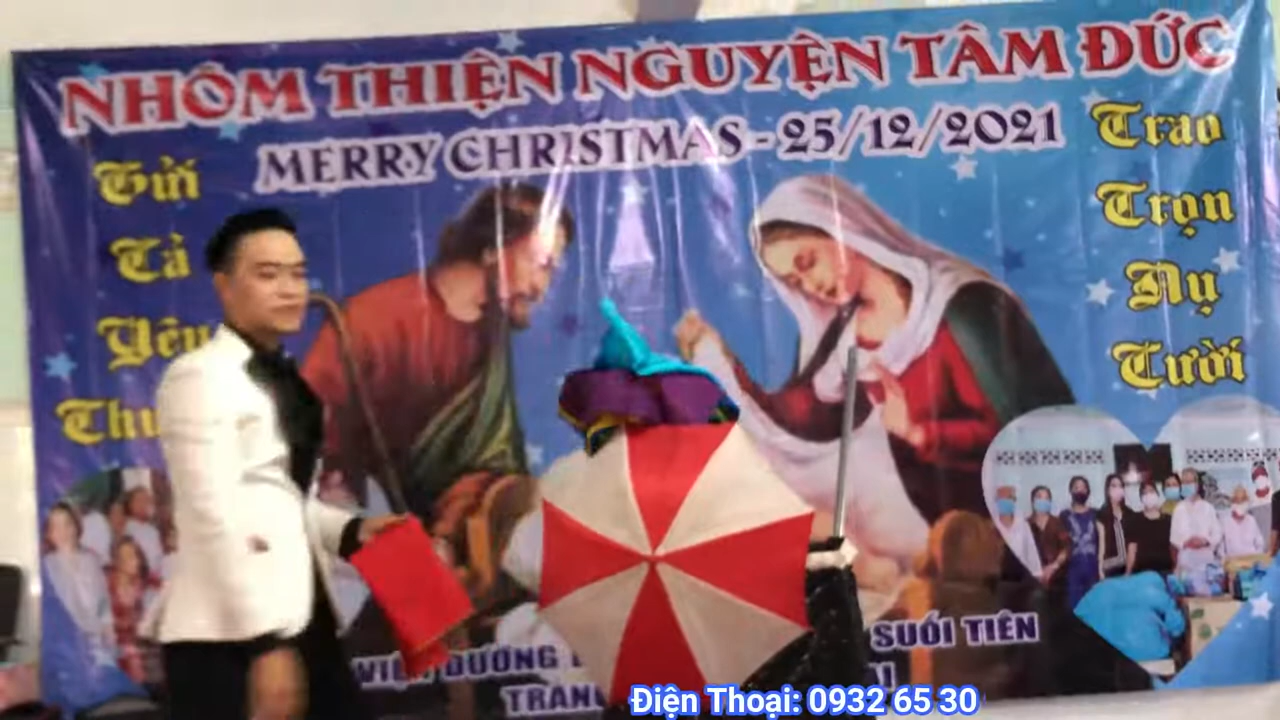 NHÓM THIỆN NGUYỆN TÂM ĐỨC
MERRY CHRISTMAS - 25/12/2021
Gửi
Cả
Yêu
Trao
Trọn
Nụ
Cười
SUỐI TIÊN
Điện Thoại: 0932 65 30